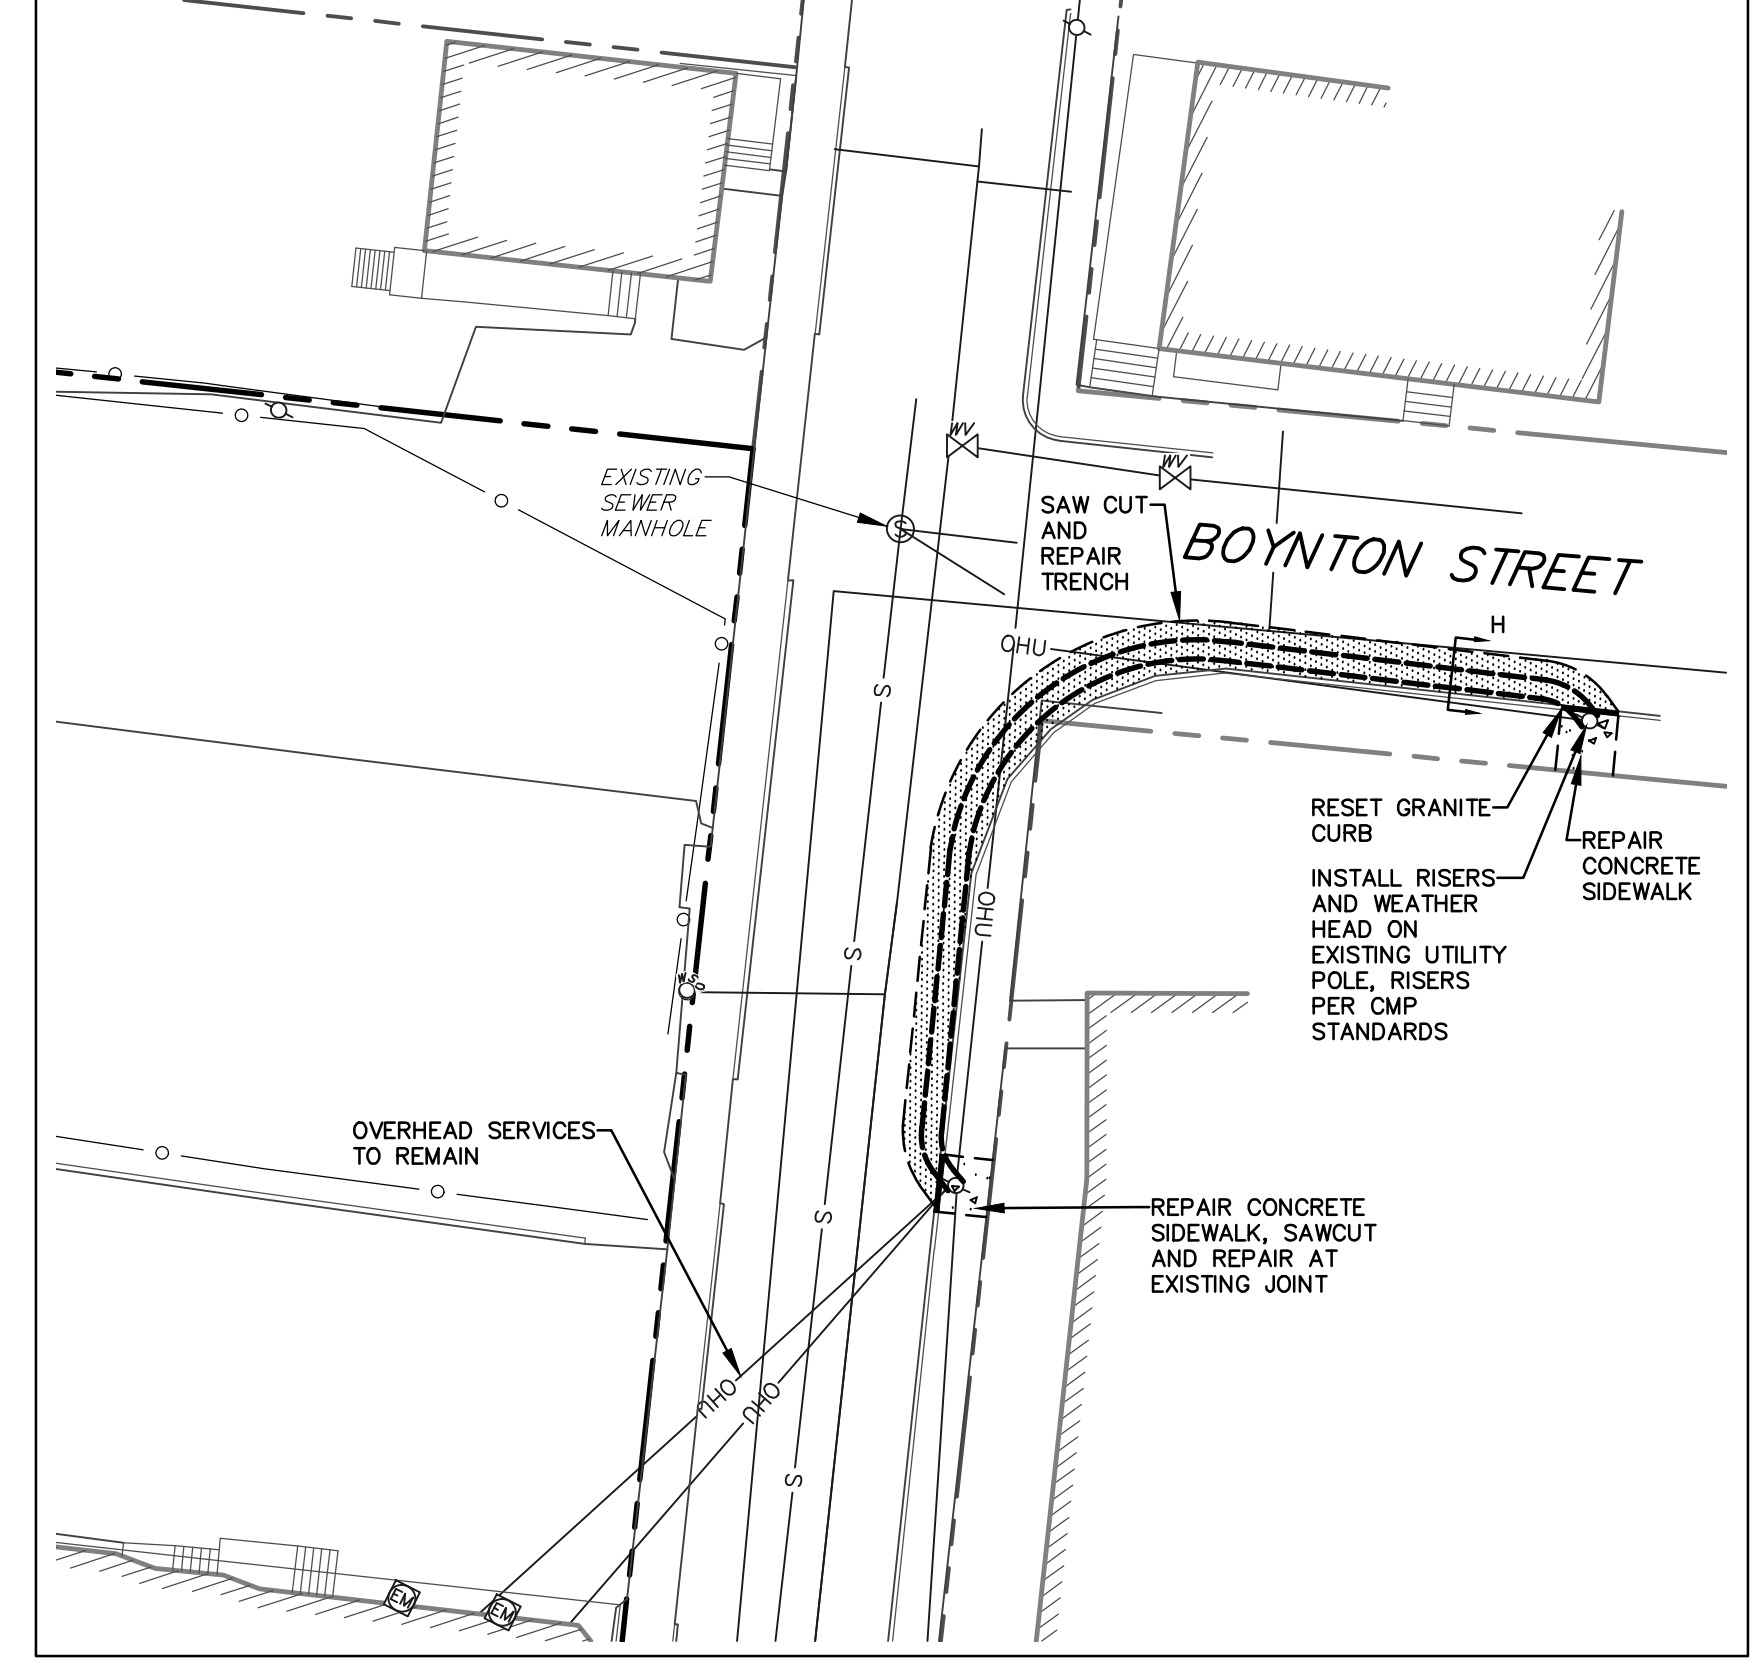 WV
WV
EXISTING
SEWER
MANHOLE
S
SAW CUT
AND
REPAIR
TRENCH
BOYNTON STREET
H
OHU
S
RESET GRANITE
CURB
REPAIR
CONCRETE
SIDEWALK
INSTALL RISERS
AND WEATHER
HEAD ON
EXISTING UTILITY
POLE, RISERS
PER CMP
STANDARDS
OHU
S
WSO
OVERHEAD SERVICES
TO REMAIN
REPAIR CONCRETE
SIDEWALK, SAWCUT
AND REPAIR AT
EXISTING JOINT
S
OHU
OHU
S
EM
EM